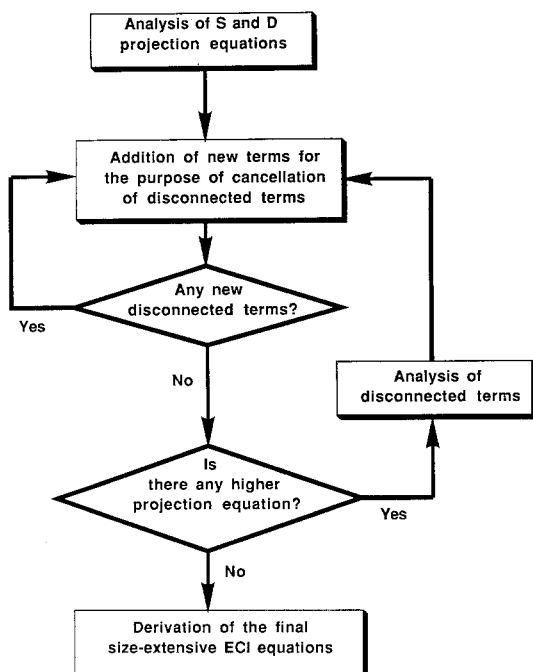 Analysis of S and D
projection equations
Addition of new terms for
the purpose of cancellation
of disconnected terms
Any new
disconnected terms?
Yes
No
Analysis of
disconnected terms
Is
there any higher
projection equation?
Yes
No
Derivation of the final
size-extensive ECI equations